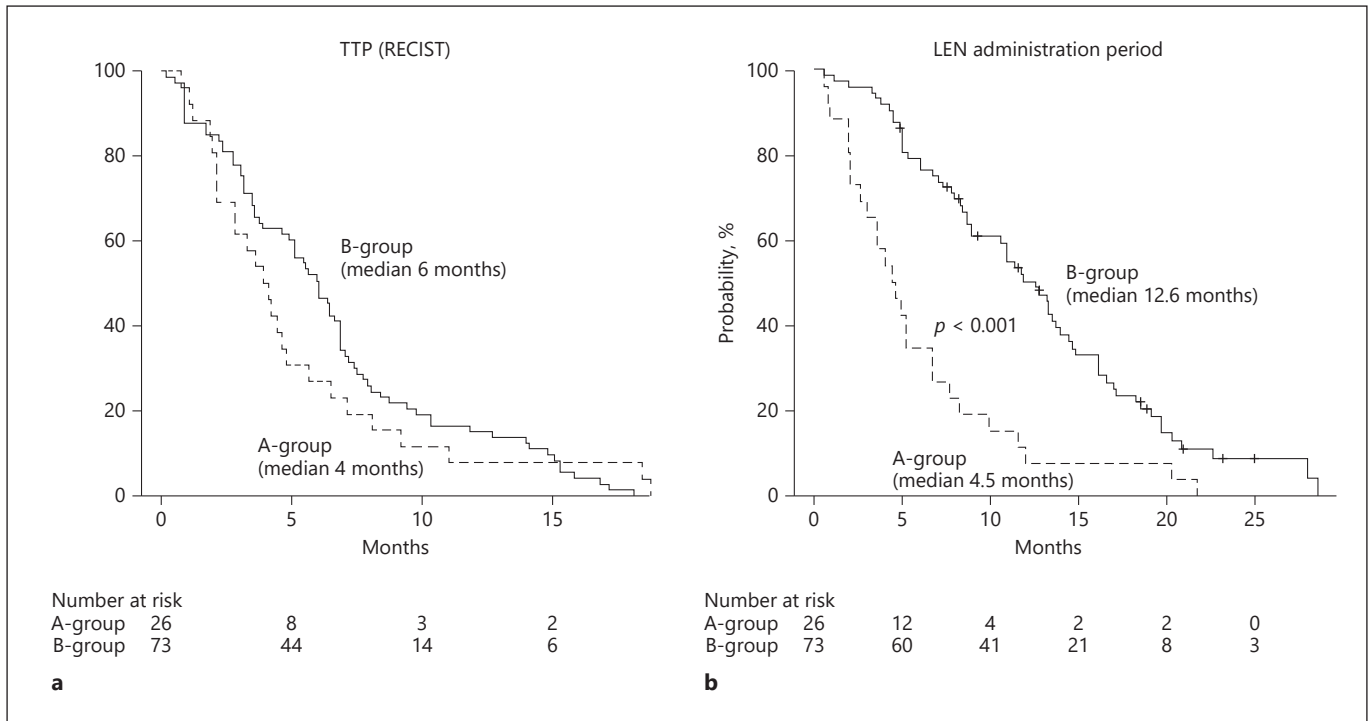 TTP (RECIST)
100
80
60
40
20
0
B-group
(median 6 months)
A-group
(median 4 months)
0 5 10 15
Months
Number at risk
A-group 26 8 3 2
B-group 73 44 14 6
a
LEN administration period
Probability, %
100
80
60
40
20
0
B-group
(median 12.6 months)
p < 0.001
A-group
(median 4.5 months)
0 5 10 15 20 25
Months
Number at risk
A-group 26 12 4 2 2 0
B-group 73 60 41 21 8 3
b